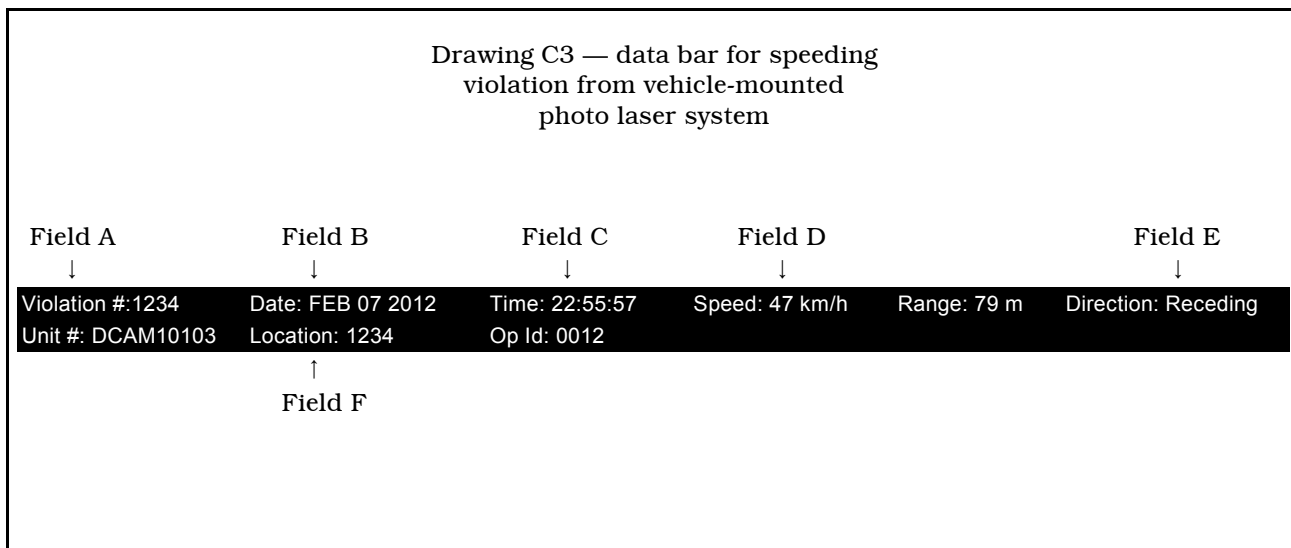 Drawing C3 — data bar for speeding
violation from vehicle-mounted
photo laser system
Field A Field B Field C Field D Field E
↓ ↓ ↓ ↓ ↓
Violation #:1234 Date: FEB 07 2012 Time: 22:55:57 Speed: 47 km/h Range: 79 m Direction: Receding
Unit #: DCAM10103 Location: 1234 Op Id: 0012
↑
Field F